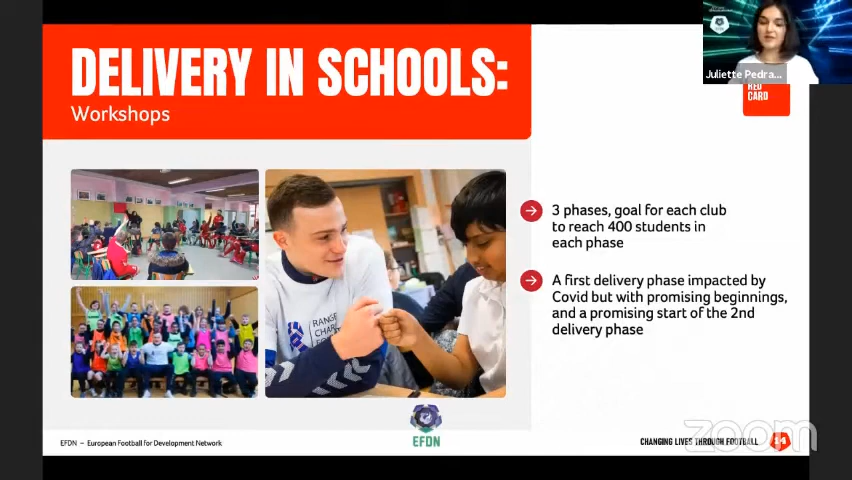 DELIVERY IN SCHOOLS:
Workshops
Juliette Pedra...
RED
CARD
3 phases, goal for each club
to reach 400 students in
each phase
A first delivery phase impacted by
Covid but with promising beginnings,
and a promising start of the 2nd
delivery phase
EFDN
EFDN – European Football for Development Network
CHANGING LIVES THROUGH FOOTBALL
zoom